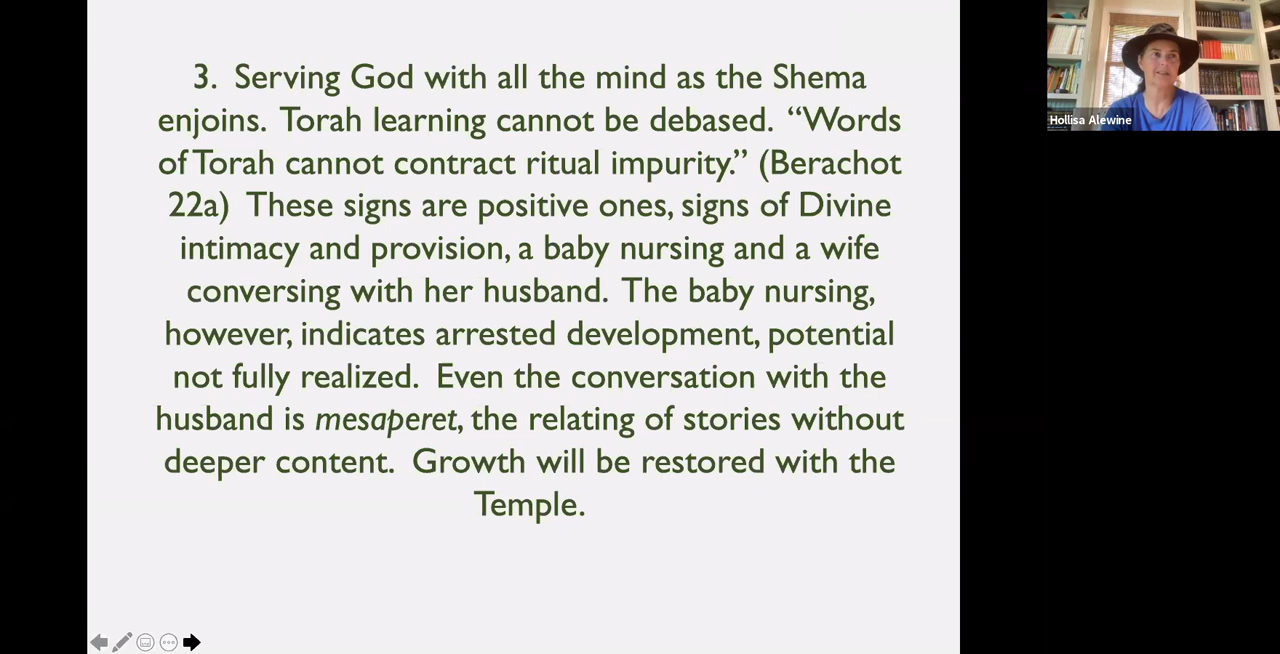 3. Serving God with all the mind as the Shema
enjoins. Torah learning cannot be debased. “Words
of Torah cannot contract ritual impurity.” (Berachot
22a) These signs are positive ones, signs of Divine
intimacy and provision, a baby nursing and a wife
conversing with her husband. The baby nursing,
however, indicates arrested development, potential
not fully realized. Even the conversation with the
husband is mesaperet, the relating of stories without
deeper content. Growth will be restored with the
Temple.
Hollisa Alewine